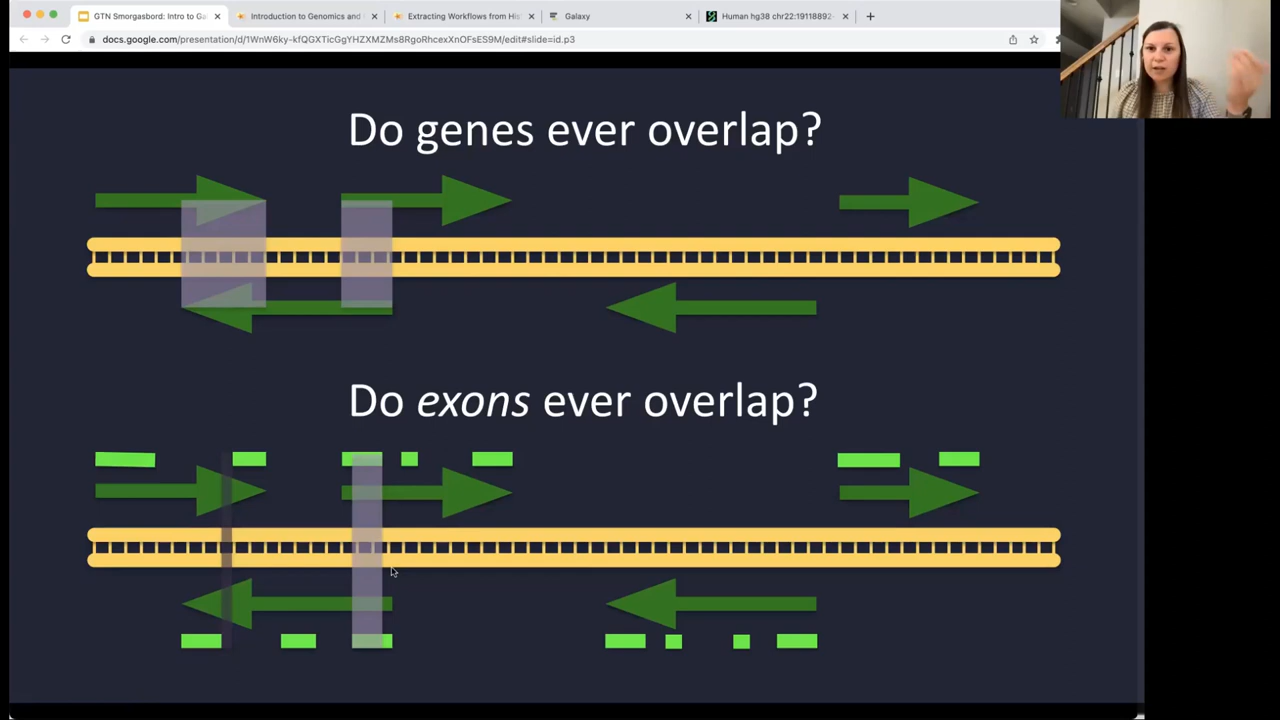 GTN Smorgasbord: Intro to Ga
Introduction to Genomics and
Extracting Workflows from His
Galaxy
Human hg38 chr22:19118892-
docs.google.com/presentation/d/1WnW6ky-kfQGXTicGgYHZXMZMs8RgoRhcexXnOFsES9M/edit#slide=id.p3
Do genes ever overlap?
Do exons ever overlap?